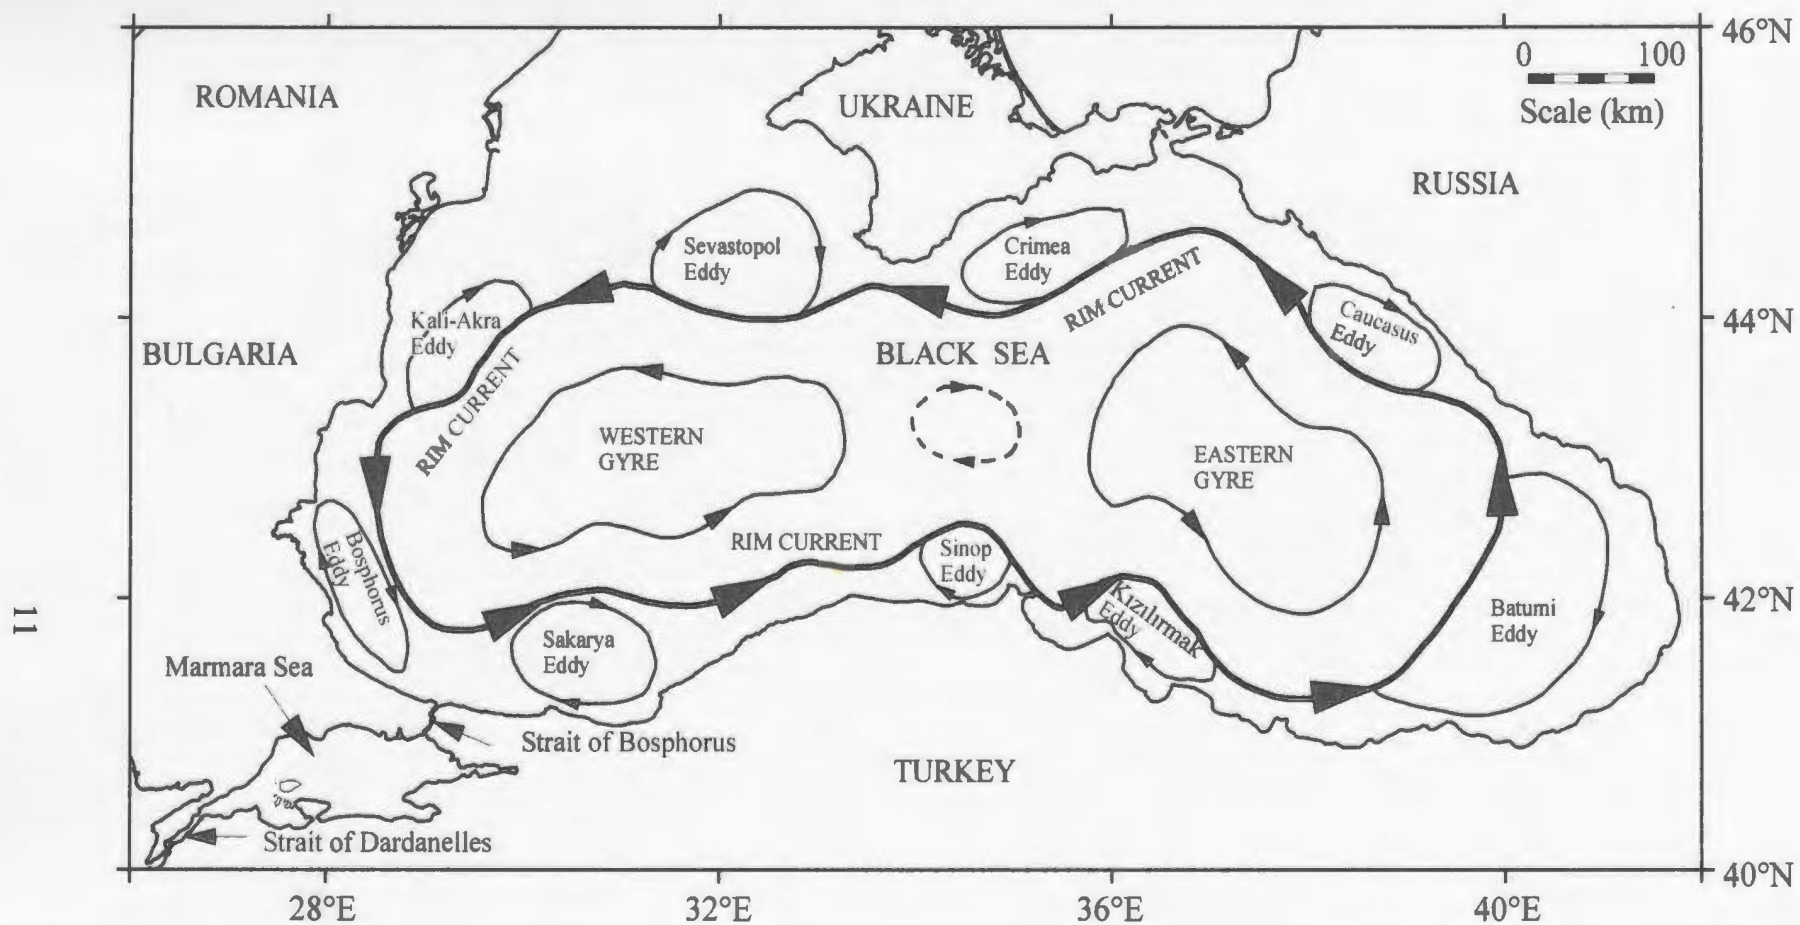 46°N
0 100
Scale (km)
ROMANIA
UKRAINE
RUSSIA
Sevastopol
Eddy
Crimea
Eddy
RIM CURRENT
Kali-Akra
Eddy
Caucasus
Eddy
44°N
BULGARIA
BLACK SEA
RIM CURRENT
WESTERN
GYRE
EASTERN
GYRE
RIM CURRENT
Sinop
Eddy
Bosphorus
Eddy
Kızılırmak
Eddy
42°N
Batumi
Eddy
11
Sakarya
Eddy
Marmara Sea
Strait of Bosphorus
TURKEY
Strait of Dardanelles
40°N
28°E
32°E
36°E
40°E